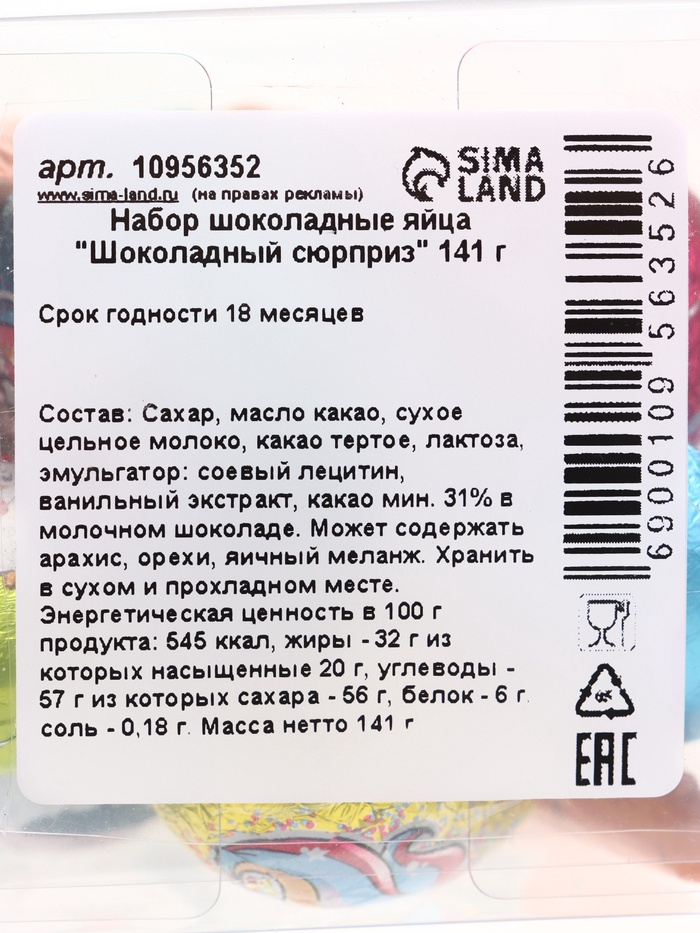 арт. 10956352
www.sima-land.ru (на правах рекламы)
SIMA
LAND
Набор шоколадные яйца
"Шоколадный сюрприз" 141 г
Срок годности 18 месяцев
Состав: Сахар, масло какао, сухое
цельное молоко, какао тертое, лактоза,
эмульгатор: соевый лецитин,
ванильный экстракт, какао мин. 31% в
молочном шоколаде. Может содержать
арахис, орехи, яичный меланж. Хранить
в сухом и прохладном месте.
Энергетическая ценность в 100 г
продукта: 545 ккал, жиры - 32 г из
которых насыщенные 20 г, углеводы -
57 г из которых сахара - 56 г, белок - 6 г.
соль - 0,18 г. Масса нетто 141 г
6900109563526
EAC